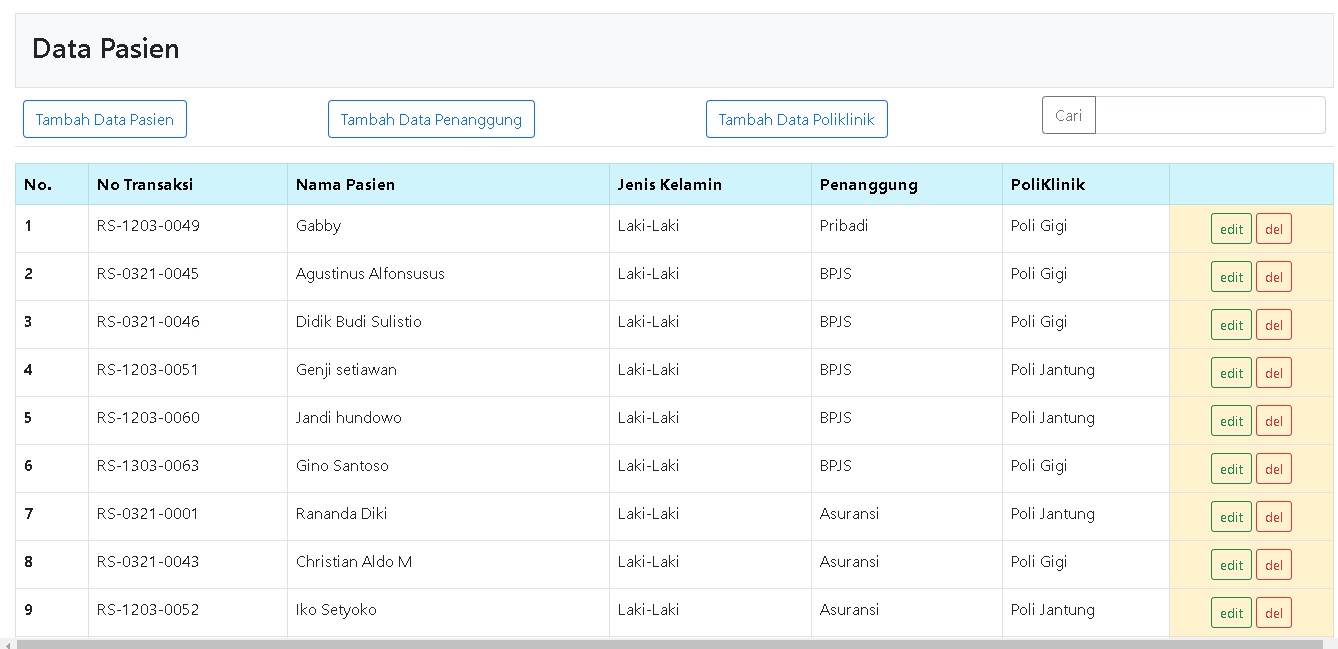 Data Pasien
Tambah Data Pasien Tambah Data Penanggung Tambah Data Poliklinik Cari
No. No Transaksi Nama Pasien Jenis Kelamin Penanggung PoliKlinik
1 RS-1203-0049 Gabby Laki-Laki Pribadi Poli Gigi edit del
2 RS-0321-0045 Agustinus Alfonsusus Laki-Laki BPJS Poli Gigi edit del
3 RS-0321-0046 Didik Budi Sulistio Laki-Laki BPJS Poli Gigi edit del
4 RS-1203-0051 Genji setiawan Laki-Laki BPJS Poli Jantung edit del
5 RS-1203-0060 Jandi hundowo Laki-Laki BPJS Poli Jantung edit del
6 RS-1303-0063 Gino Santoso Laki-Laki BPJS Poli Gigi edit del
7 RS-0321-0001 Rananda Diki Laki-Laki Asuransi Poli Jantung edit del
8 RS-0321-0043 Christian Aldo M Laki-Laki Asuransi Poli Gigi edit del
9 RS-1203-0052 Iko Setyoko Laki-Laki Asuransi Poli Jantung edit del